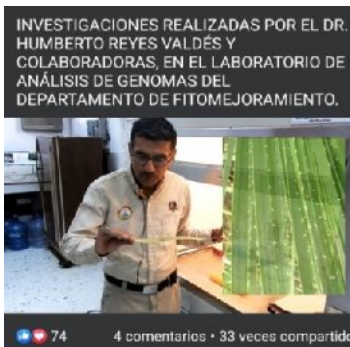 INVESTIGACIONES REALIZADAS POR EL DR.
HUMBERTO REYES VALDÉS Y
COLABORADORAS, EN EL LABORATORIO DE
ANÁLISIS DE GENOMAS DEL
DEPARTAMENTO DE FITOMEJORAMIENTO.
74
4 comentarios • 33 veces compartido